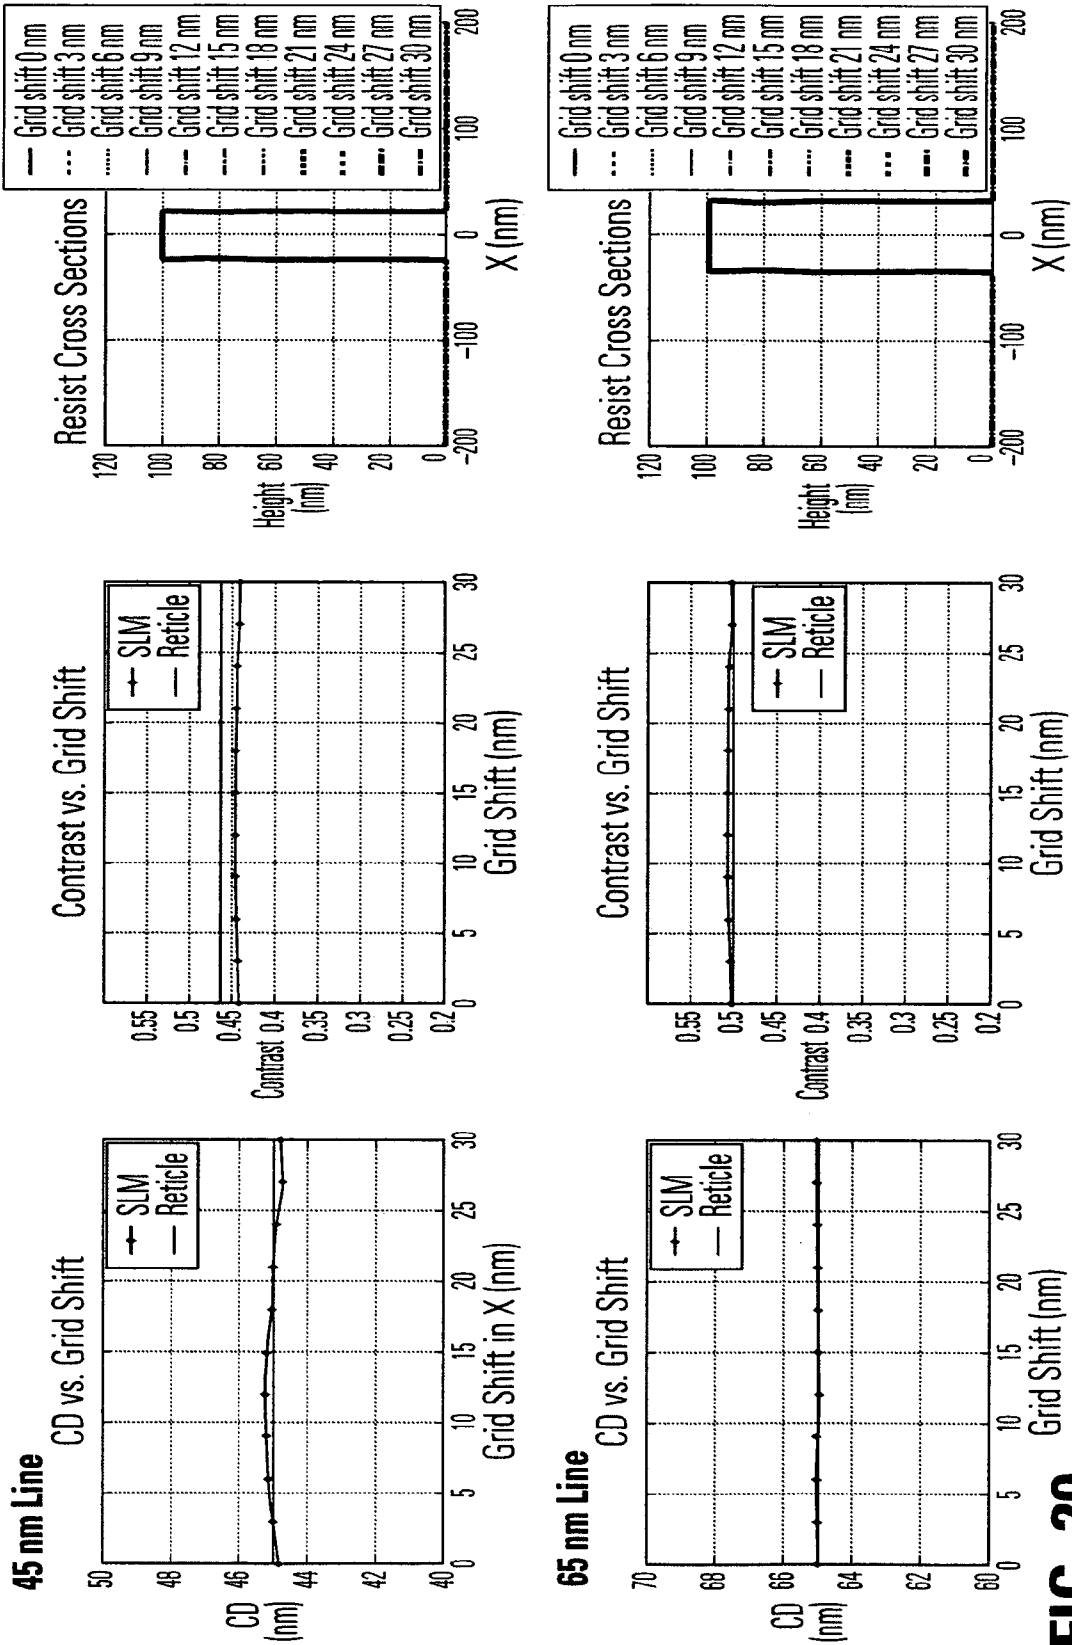 45 nm Line
CD vs. Grid Shift
50
48
46
44
42
40
CD
(nm)
SLM
Reticle
0
5
10
15
20
25
30
Grid Shift in X (nm)
Contrast vs. Grid Shift
0.55
0.5
0.45
Contrast 0.4
0.35
0.3
0.25
0.2
SLM
Reticle
0
5
10
15
20
25
30
Grid Shift (nm)
Resist Cross Sections
120
100
80
60
40
20
0
Height
(nm)
Grid shift 0 nm
Grid shift 3 nm
Grid shift 6 nm
Grid shift 9 nm
Grid shift 12 nm
Grid shift 15 nm
Grid shift 18 nm
Grid shift 21 nm
Grid shift 24 nm
Grid shift 27 nm
Grid shift 30 nm
-200
-100
0
100
200
X (nm)
65 nm Line
CD vs. Grid Shift
70
68
66
64
62
60
CD
(nm)
SLM
Reticle
0
5
10
15
20
25
30
Grid Shift (nm)
Contrast vs. Grid Shift
0.55
0.5
0.45
Contrast 0.4
0.35
0.3
0.25
0.2
SLM
Reticle
0
5
10
15
20
25
30
Grid Shift (nm)
Resist Cross Sections
120
100
80
60
40
20
0
Height
(nm)
Grid shift 0 nm
Grid shift 3 nm
Grid shift 6 nm
Grid shift 9 nm
Grid shift 12 nm
Grid shift 15 nm
Grid shift 18 nm
Grid shift 21 nm
Grid shift 24 nm
Grid shift 27 nm
Grid shift 30 nm
-200
-100
0
100
200
X (nm)